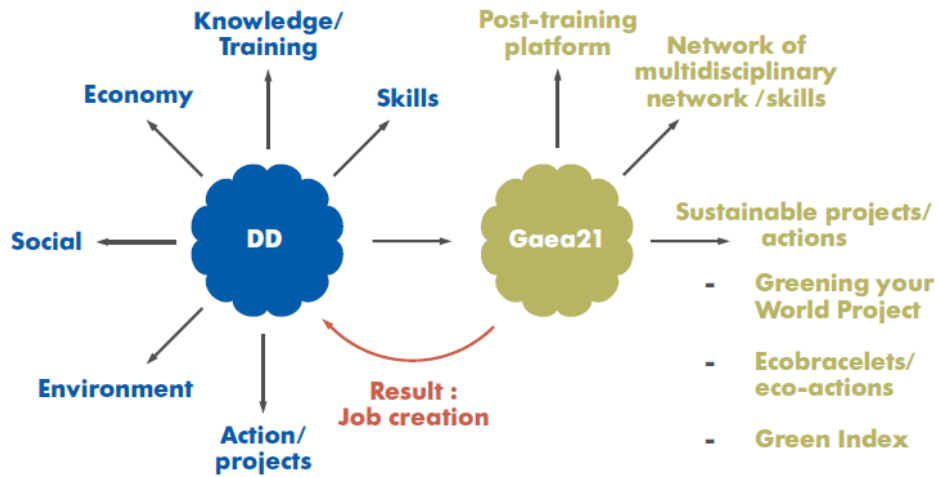 Knowledge/
Training
Economy
Skills
Social
DD
Environment
Action/
projects
Result :
Job creation
Post-training
platform
Network of
multidisciplinary
network /skills
Gaea21
Sustainable projects/
actions
- Greening your
World Project
- Ecobracelets/
eco-actions
- Green Index